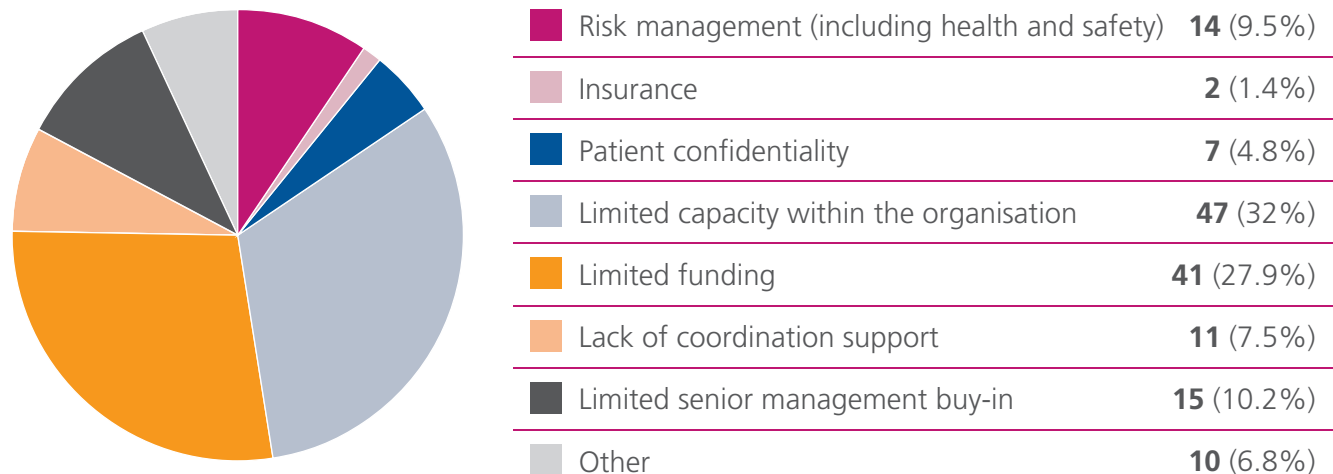 Risk management (including health and safety) 14 (9.5%)
Insurance 2 (1.4%)
Patient confidentiality 7 (4.8%)
Limited capacity within the organisation 47 (32%)
Limited funding 41 (27.9%)
Lack of coordination support 11 (7.5%)
Limited senior management buy-in 15 (10.2%)
Other 10 (6.8%)